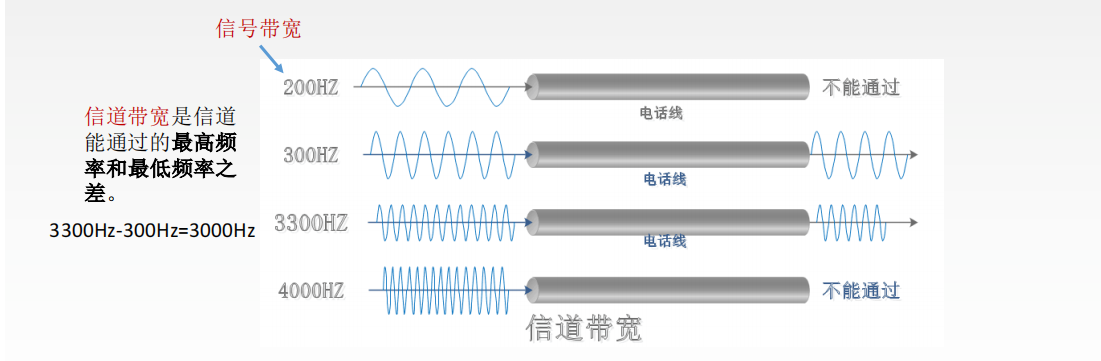 信号带宽
200HZ
不能通过
电话线
信道带宽是信道
能通过的最高频
率和最低频率之
差。
300HZ
电话线
3300Hz-300Hz=3000Hz
3300HZ
电话线
4000HZ
不能通过
信道带宽